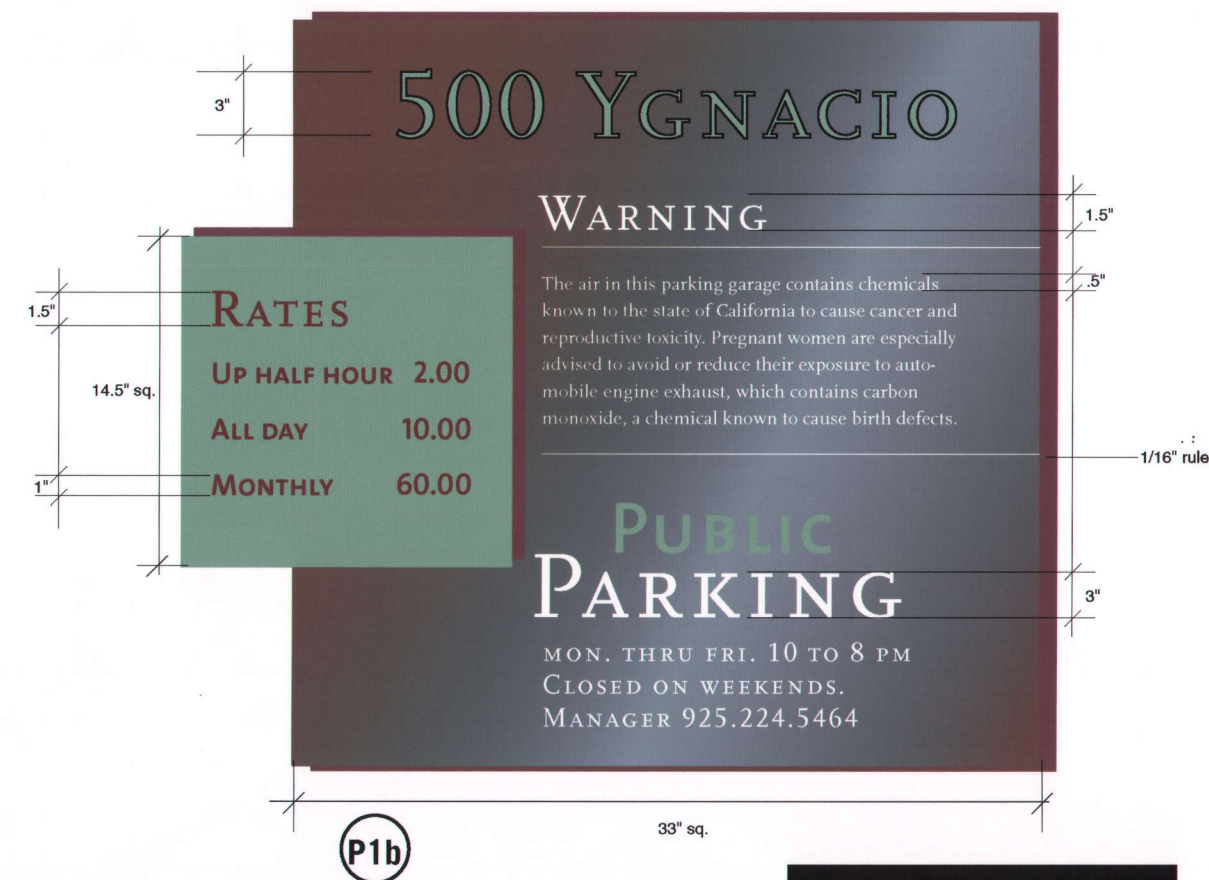 500 YGNACIO
3"
WARNING
1.5"
The air in this parking garage contains chemicals
.5"
known to the state of California to cause cancer and
reproductive toxicity. Pregnant women are especially
advised to avoid or reduce their exposure to auto-
mobile engine exhaust, which contains carbon
monoxide, a chemical known to cause birth defects.
1/16" rule
RATES
1.5"
UP HALF HOUR 2.00
14.5" sq.
ALL DAY 10.00
MONTHLY 60.00
1"
PUBLIC
PARKING
3"
MON. THRU FRI. 10 TO 8 PM
CLOSED ON WEEKENDS.
MANAGER 925.224.5464
33" sq.
P1b